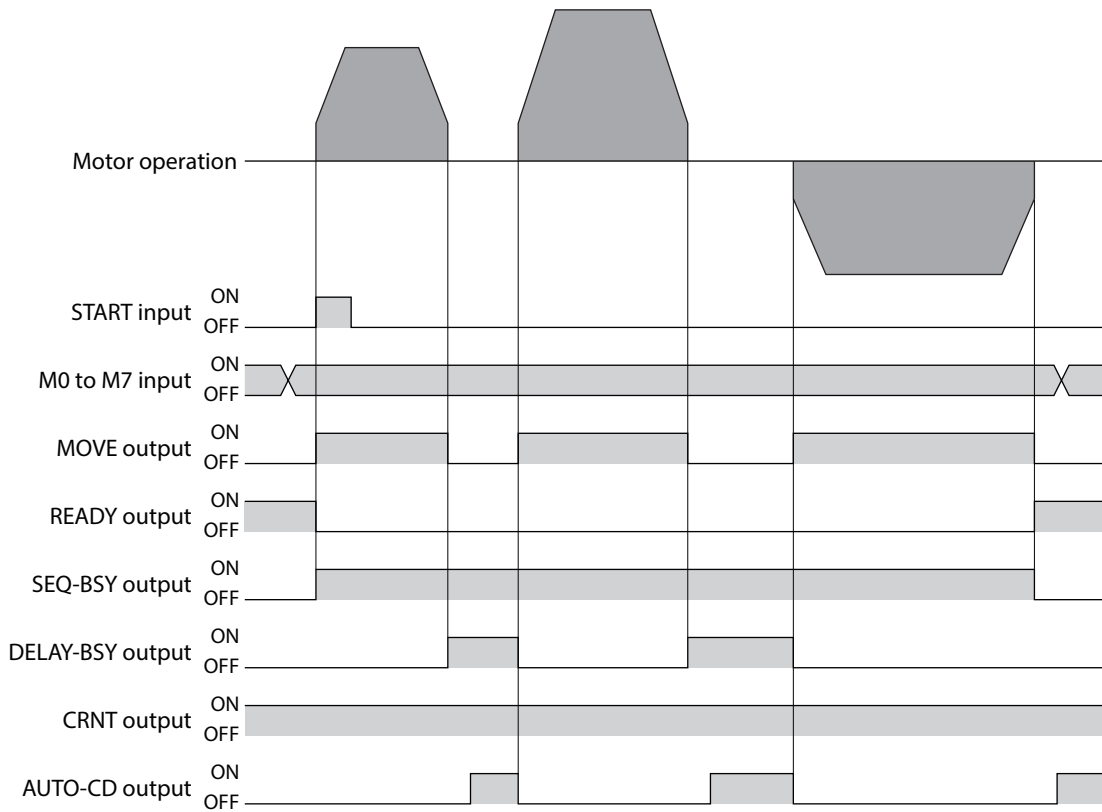 Motor operation
START input ON
OFF
M0 to M7 input ON
OFF
MOVE output ON
OFF
READY output ON
OFF
SEQ-BSY output ON
OFF
DELAY-BSY output ON
OFF
CRNT output ON
OFF
AUTO-CD output ON
OFF